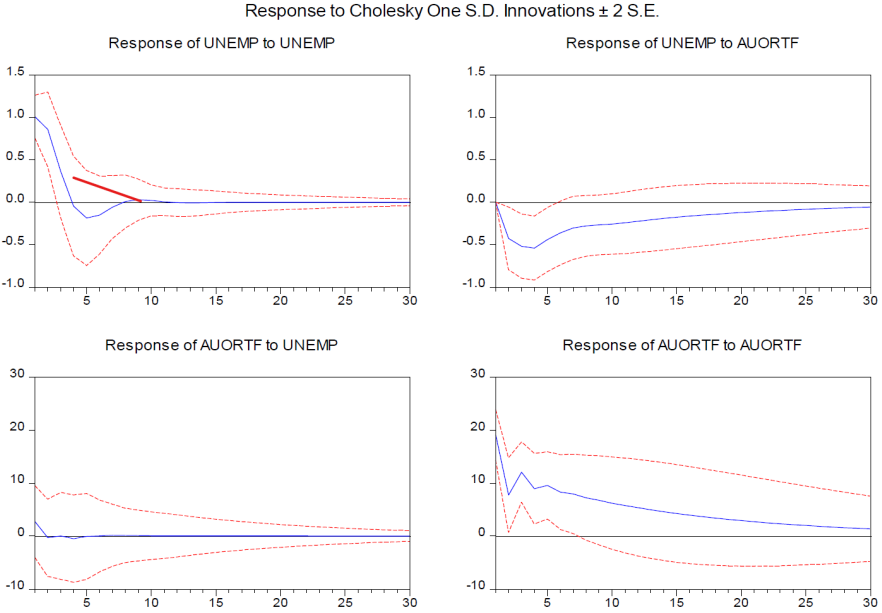 Response to Cholesky One S.D. Innovations ± 2 S.E.
Response of UNEMP to UNEMP
1.5
1.0
0.5
0.0
-0.5
-1.0
5 10 15 20 25 30
Response of UNEMP to AUORTF
1.5
1.0
0.5
0.0
-0.5
-1.0
5 10 15 20 25 30
Response of AUORTF to UNEMP
30
20
10
0
-10
5 10 15 20 25 30
Response of AUORTF to AUORTF
30
20
10
0
-10
5 10 15 20 25 30